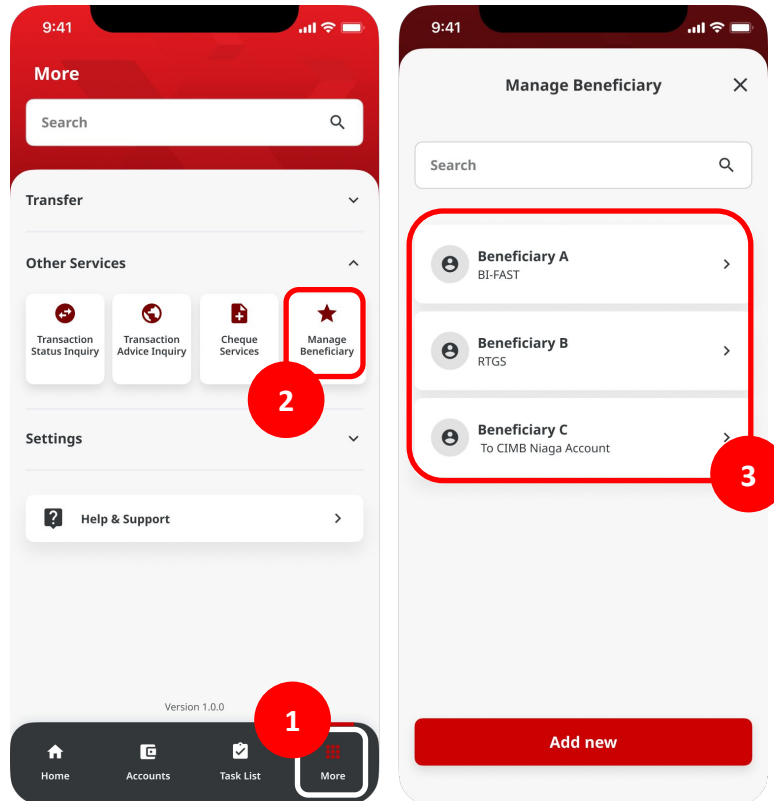 9:41
More
Search
Transfer
Other Services
Transaction
Status Inquiry
Transaction
Advice Inquiry
Cheque
Services
Manage
Beneficiary
2
Settings
Help & Support
Version 1.0.0
1
Home
Accounts
Task List
More
9:41
Manage Beneficiary
Search
Beneficiary A
BI-FAST
Beneficiary B
RTGS
Beneficiary C
To CIMB Niaga Account
3
Add new